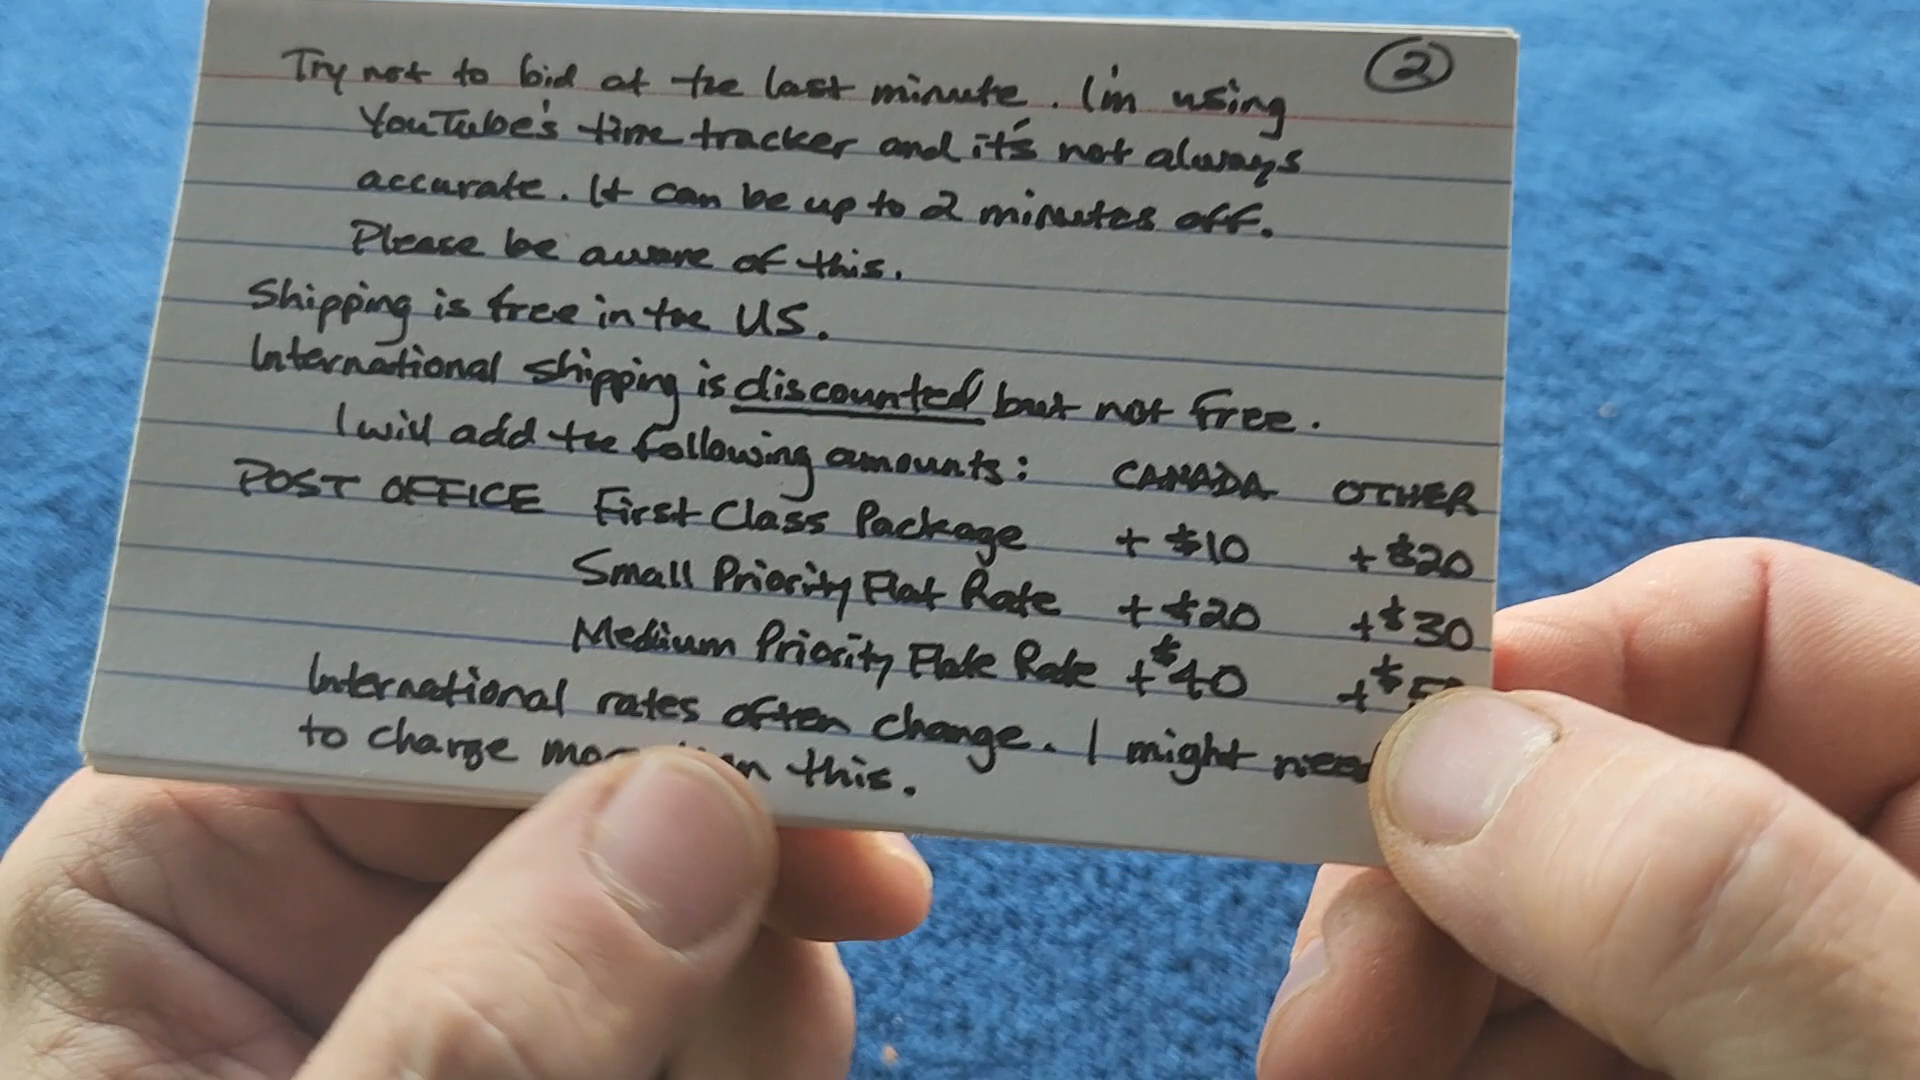 2
Try not to bid at the last minute. I'm using
YouTube's time tracker and it's not always
accurate. It can be up to 2 minutes off.
Please be aware of this.
Shipping is free in the US.
International shipping is discounted but not free.
I will add the following amounts: CANADA OTHER
POST OFFICE First Class Package + $10 + $20
Small Priority Flat Rate + $20 + $30
Medium Priority Flate Rate + $40 + $
International rates often change. I might
to charge this.